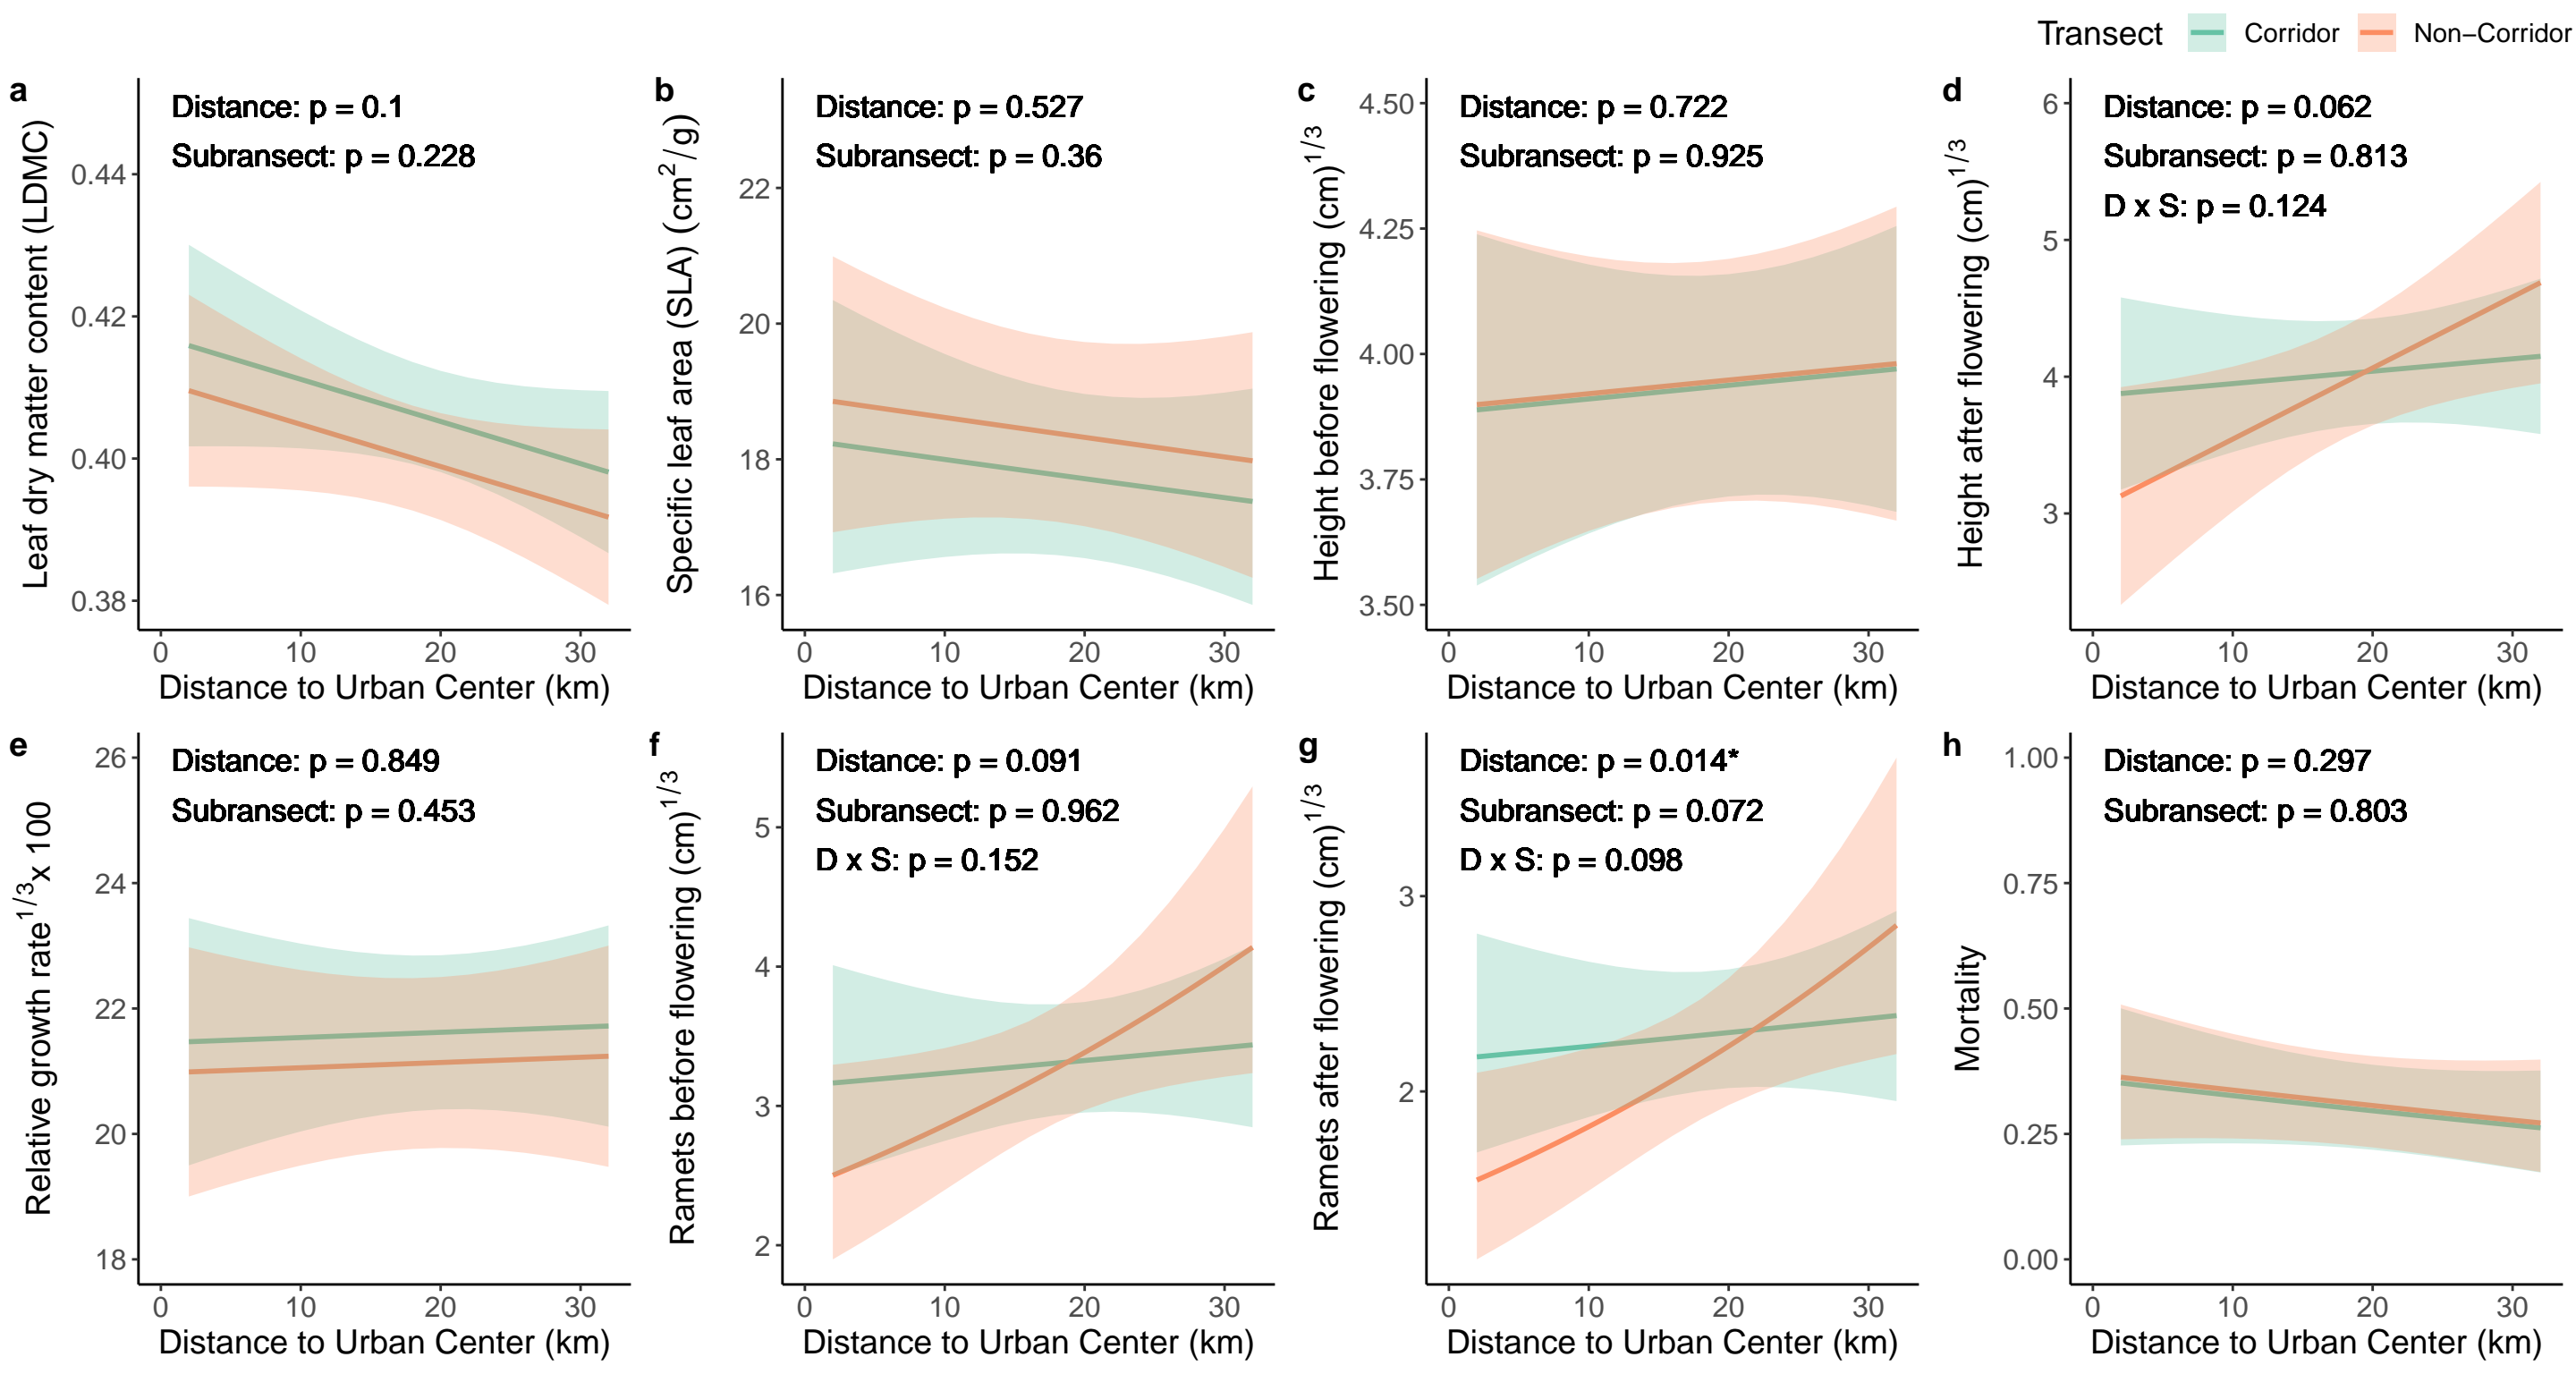 Transect Corridor Non-Corridor
a
Distance: p = 0.1
Subransect: p = 0.228
Leaf dry matter content (LDMC)
0.44
0.42
0.40
0.38
0 10 20 30
Distance to Urban Center (km)
b
Distance: p = 0.527
Subransect: p = 0.36
Specific leaf area (SLA) (cm²/g)
22
20
18
16
0 10 20 30
Distance to Urban Center (km)
c
Distance: p = 0.722
Subransect: p = 0.925
Height before flowering (cm)^1/3
4.50
4.25
4.00
3.75
3.50
0 10 20 30
Distance to Urban Center (km)
d
Distance: p = 0.062
Subransect: p = 0.813
D x S: p = 0.124
Height after flowering (cm)^1/3
6
5
4
3
0 10 20 30
Distance to Urban Center (km)
e
Distance: p = 0.849
Subransect: p = 0.453
Relative growth rate^1/3 x 100
26
24
22
20
18
0 10 20 30
Distance to Urban Center (km)
f
Distance: p = 0.091
Subransect: p = 0.962
D x S: p = 0.152
Ramets before flowering (cm)^1/3
5
4
3
2
0 10 20 30
Distance to Urban Center (km)
g
Distance: p = 0.014*
Subransect: p = 0.072
D x S: p = 0.098
Ramets after flowering (cm)^1/3
3
2
0 10 20 30
Distance to Urban Center (km)
h
Distance: p = 0.297
Subransect: p = 0.803
Mortality
1.00
0.75
0.50
0.25
0.00
0 10 20 30
Distance to Urban Center (km)